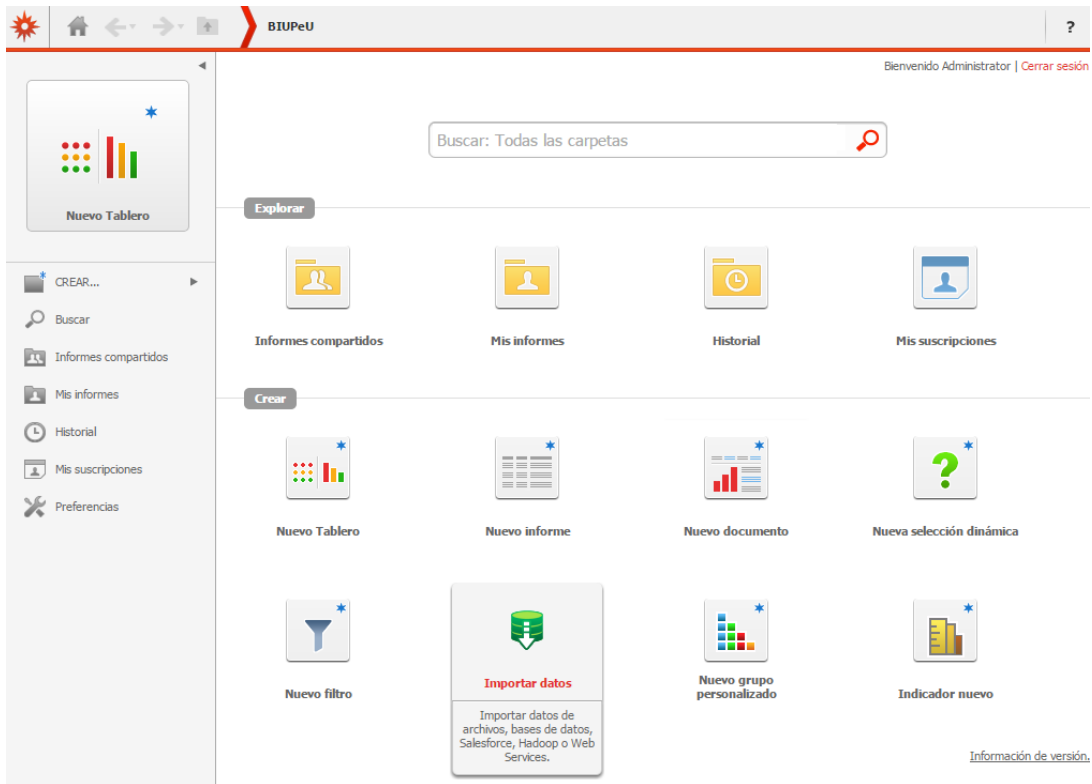 BIUPeU
?
Bienvenido Administrator | Cerrar sesión
Nuevo Tablero
CREAR...
Buscar
Informes compartidos
Mis informes
Historial
Mis suscripciones
Preferencias
Buscar: Todas las carpetas
Explorar
Informes compartidos
Mis informes
Historial
Mis suscripciones
Crear
Nuevo Tablero
Nuevo informe
Nuevo documento
Nueva selección dinámica
Nuevo filtro
Importar datos
Importar datos de
archivos, bases de datos,
Salesforce, Hadoop o Web
Services.
Nuevo grupo
personalizado
Indicador nuevo
Información de versión.